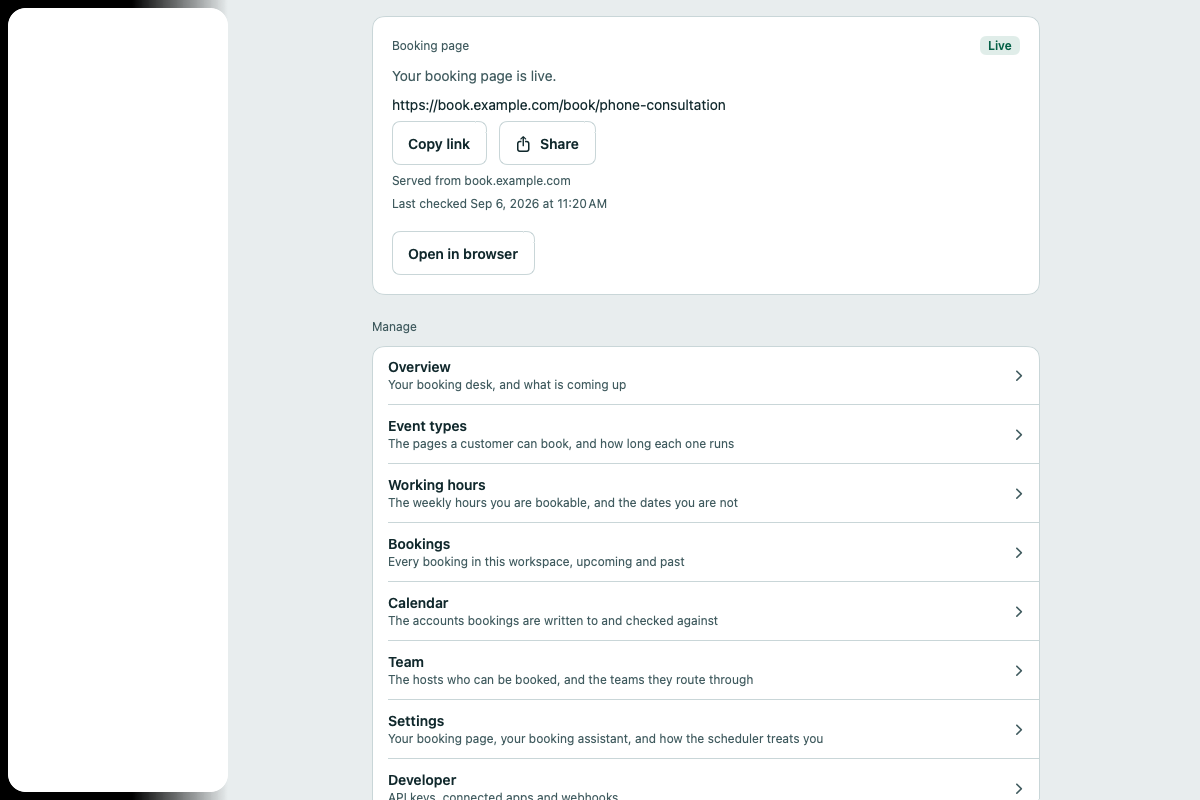 Booking page
Live
Your booking page is live.
https://book.example.com/book/phone-consultation
Copy link
Share
Served from book.example.com
Last checked Sep 6, 2026 at 11:20 AM
Open in browser
Manage
Overview
Your booking desk, and what is coming up
Event types
The pages a customer can book, and how long each one runs
Working hours
The weekly hours you are bookable, and the dates you are not
Bookings
Every booking in this workspace, upcoming and past
Calendar
The accounts bookings are written to and checked against
Team
The hosts who can be booked, and the teams they route through
Settings
Your booking page, your booking assistant, and how the scheduler treats you
Developer
API keys, connected apps and webhooks